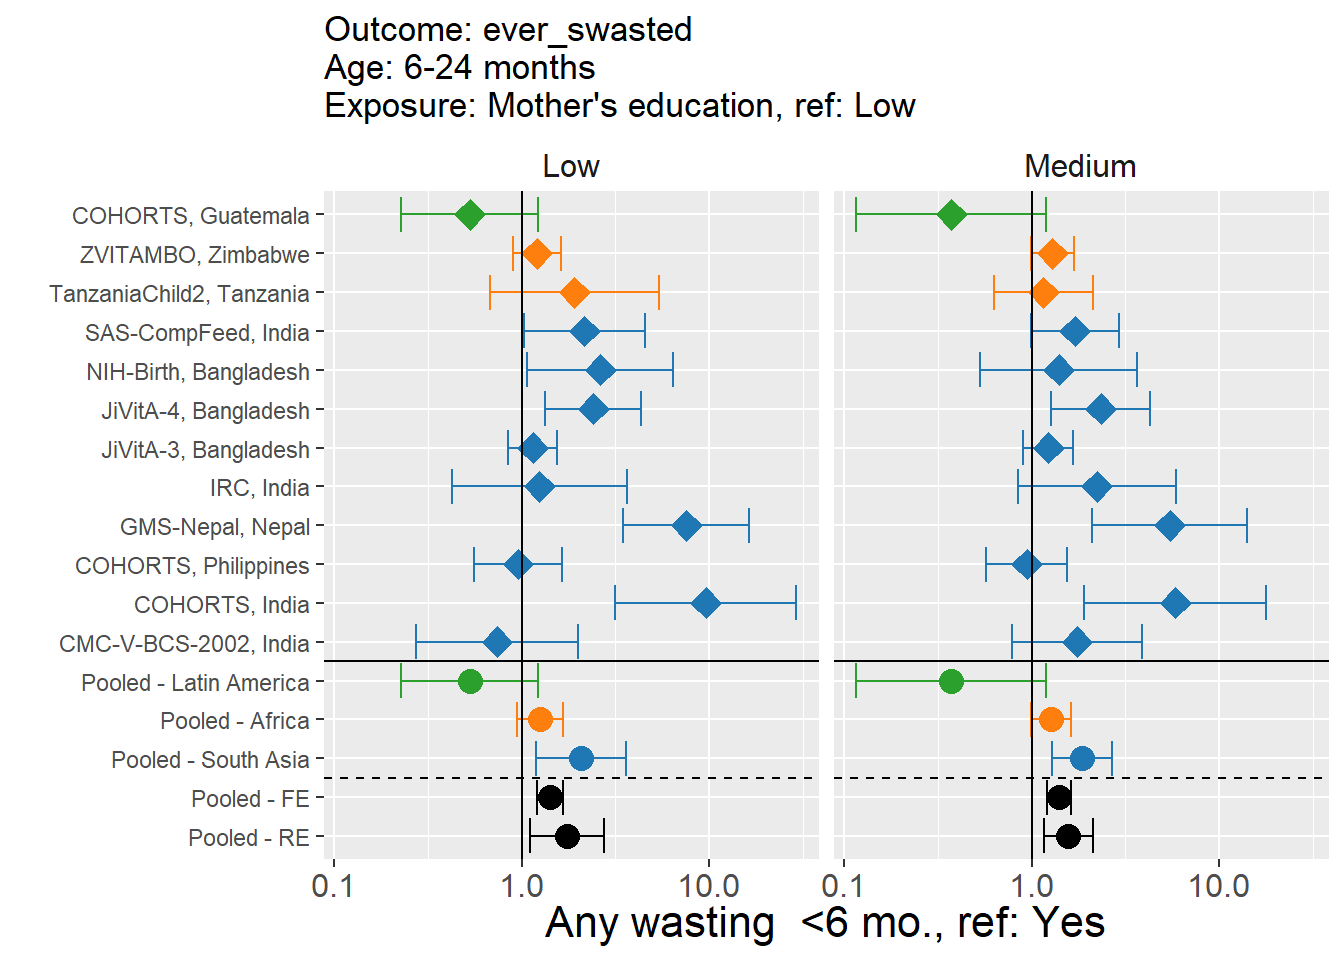 Outcome: ever_swasted
Age: 6-24 months
Exposure: Mother's education, ref: Low
Low
Medium
COHORTS, Guatemala
ZVITAMBO, Zimbabwe
TanzaniaChild2, Tanzania
SAS-CompFeed, India
NIH-Birth, Bangladesh
JiVitA-4, Bangladesh
JiVitA-3, Bangladesh
IRC, India
GMS-Nepal, Nepal
COHORTS, Philippines
COHORTS, India
CMC-V-BCS-2002, India
Pooled - Latin America
Pooled - Africa
Pooled - South Asia
Pooled - FE
Pooled - RE
0.1 1.0 10.0 0.1 1.0 10.0
Any wasting  <6 mo., ref: Yes